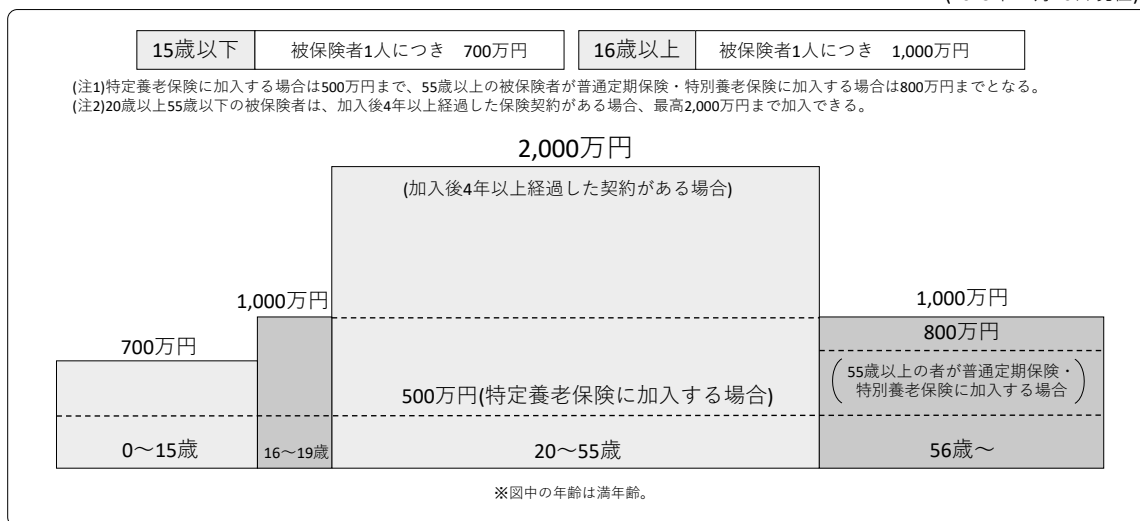 15歳以下 被保険者1人につき 700万円 16歳以上 被保険者1人につき 1,000万円
(注1)特定養老保険に加入する場合は500万円まで、55歳以上の被保険者が普通定期保険・特別養老保険に加入する場合は800万円までとなる。
(注2)20歳以上55歳以下の被保険者は、加入後4年以上経過した保険契約がある場合、最高2,000万円まで加入できる。
2,000万円
(加入後4年以上経過した契約がある場合)
1,000万円 1,000万円
700万円 800万円
55歳以上の者が普通定期保険・
特別養老保険に加入する場合
500万円(特定養老保険に加入する場合)
0〜15歳 16〜19歳 20〜55歳 56歳〜
※図中の年齢は満年齢。